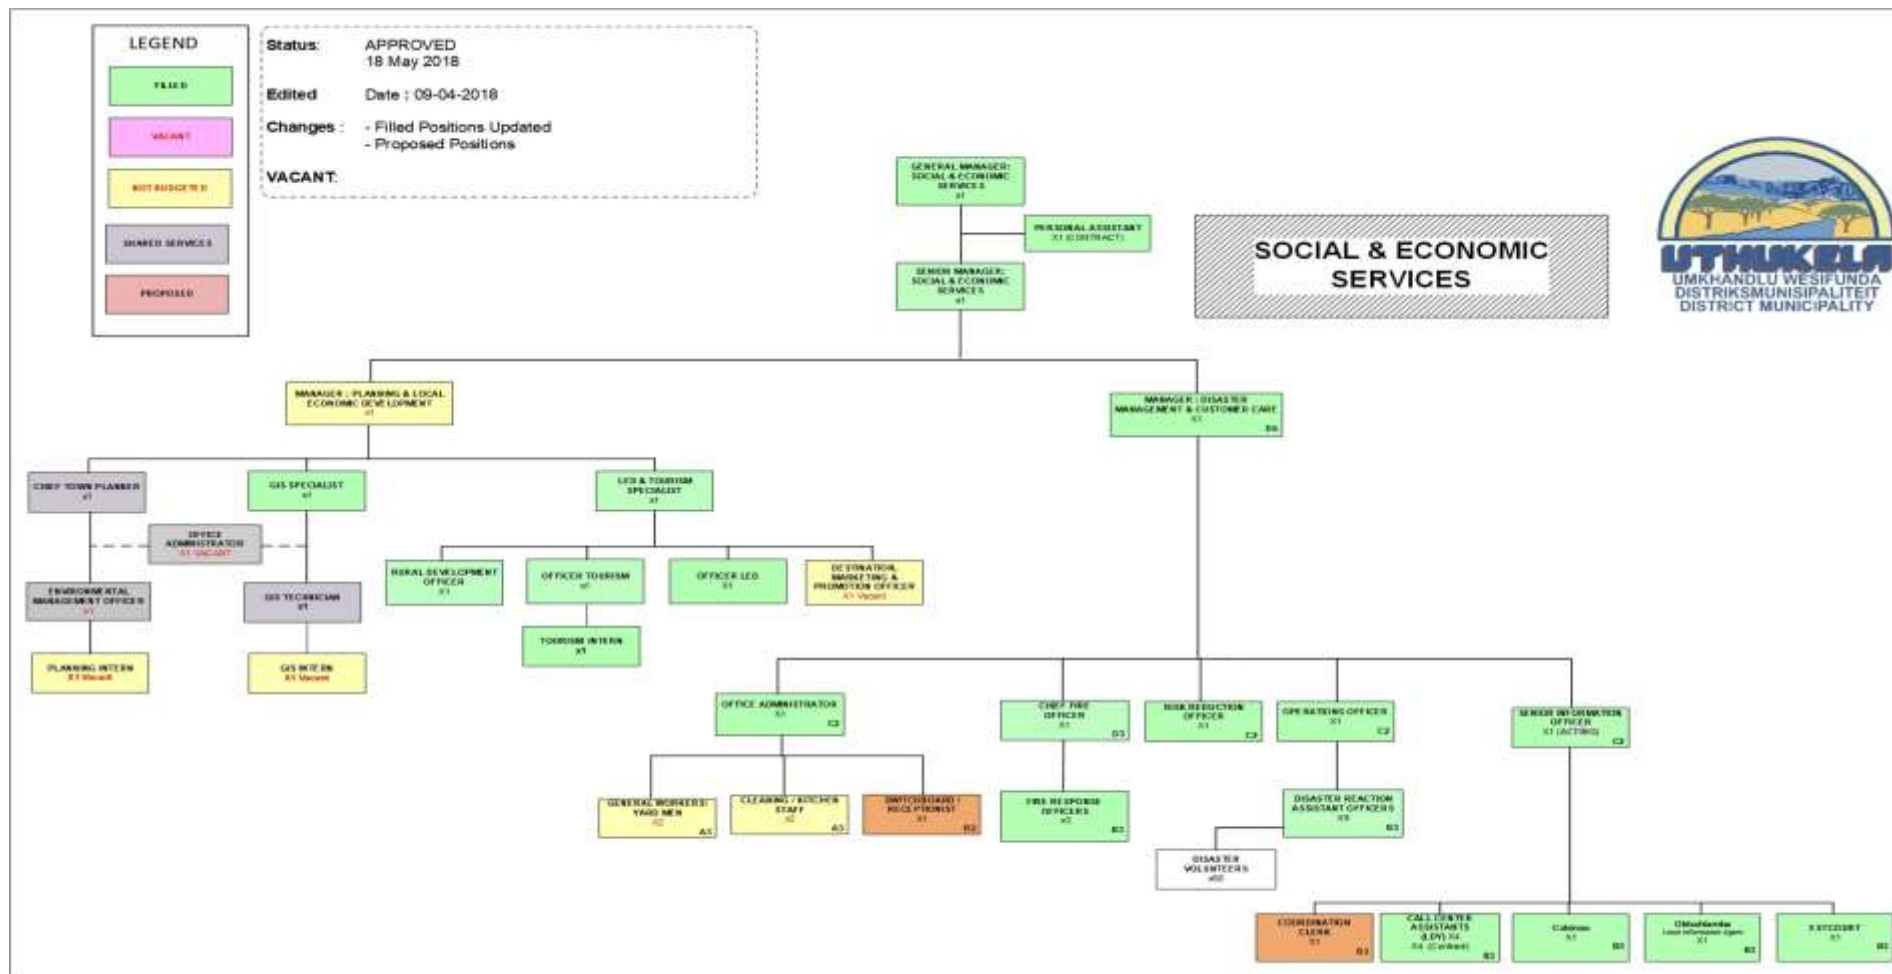 LEGEND
FILLED
VACANT
NOT BUDGETED
SHARED SERVICES
PROPOSED
Status: APPROVED
18 May 2018
Edited Date : 09-04-2018
Changes : - Filled Positions Updated
- Proposed Positions
VACANT:
GENERAL MANAGER:
SOCIAL & ECONOMIC
SERVICES
x1
PERSONAL ASSISTANT
X1 (CONTRACT)
SENIOR MANAGER:
SOCIAL & ECONOMIC
SERVICES
x1
SOCIAL & ECONOMIC
SERVICES
UTHUKELA
UMKHANDLU WESIFUNDA
DISTRIKSMUNISIPALITEIT
DISTRICT MUNICIPALITY
MANAGER : PLANNING & LOCAL
ECONOMIC DEVELOPMENT
x1
MANAGER : DISASTER
MANAGEMENT & CUSTOMER CARE
X1
CHIEF TOWN PLANNER
x1
GIS SPECIALIST
x1
LED & TOURISM
SPECIALIST
x1
OFFICE
ADMINISTRATOR
X1 VACANT
ENVIRONMENTAL
MANAGEMENT OFFICER
X1
GIS TECHNICIAN
x1
PLANNING INTERN
X1 Vacant
GIS INTERN
X1 Vacant
RURAL DEVELOPMENT
OFFICER
X1
OFFICER TOURISM
x1
OFFICER LED
X1
DESTINATION,
MARKETING &
PROMOTION OFFICER
X1 Vacant
TOURISM INTERN
x1
OFFICE ADMINISTRATOR
X1
CHIEF FIRE
OFFICER
X1
RISK REDUCTION
OFFICER
X1
OPERATIONS OFFICER
X1
SENIOR INFORMATION
OFFICER
X1 (ACTING)
GENERAL WORKERS/
YARD MEN
CLEANING / KITCHEN
STAFF
SWITCHBOARD /
RECEPTIONIST
X1
FIRE RESPONSE
OFFICERS
DISASTER REACTION
ASSISTANT OFFICERS
DISASTER
VOLUNTEERS
COORDINATION
CLERK
X1
CALL CENTER
ASSISTANTS
(LDY) X4
X1
X1
X1